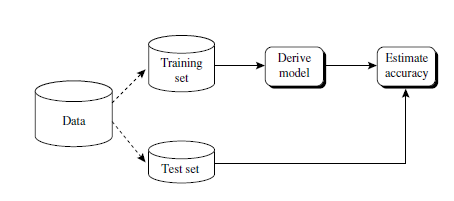 Data
Training
set
Derive
model
Estimate
accuracy
Test set